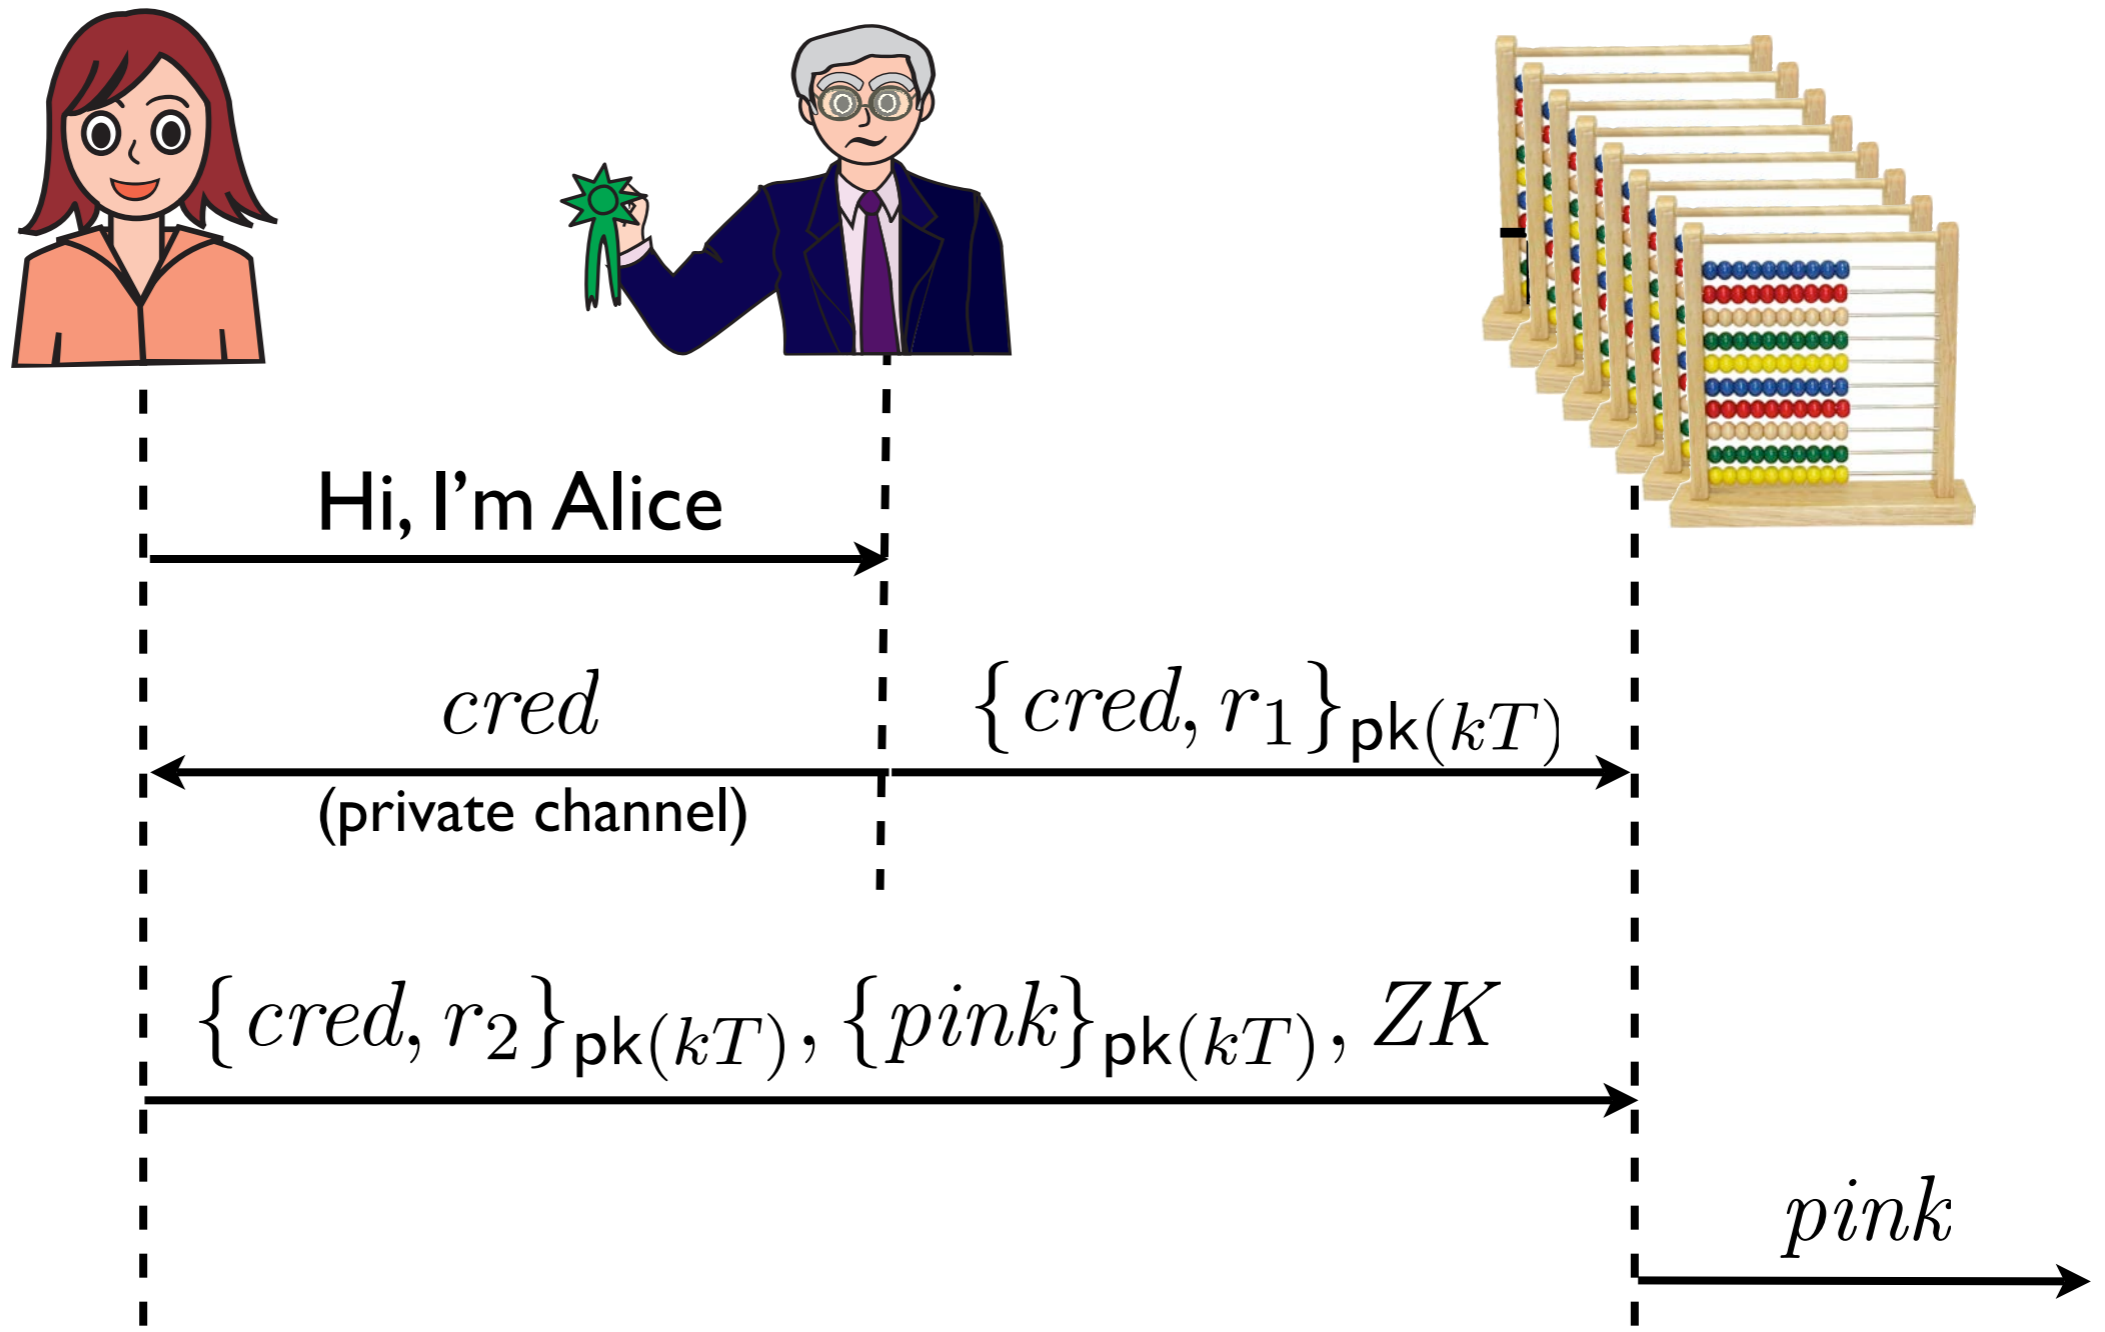 Hi, I'm Alice
cred
{cred, r₁}pk(kT)
(private channel)
{cred, r₂}pk(kT), {pink}pk(kT), ZK
pink